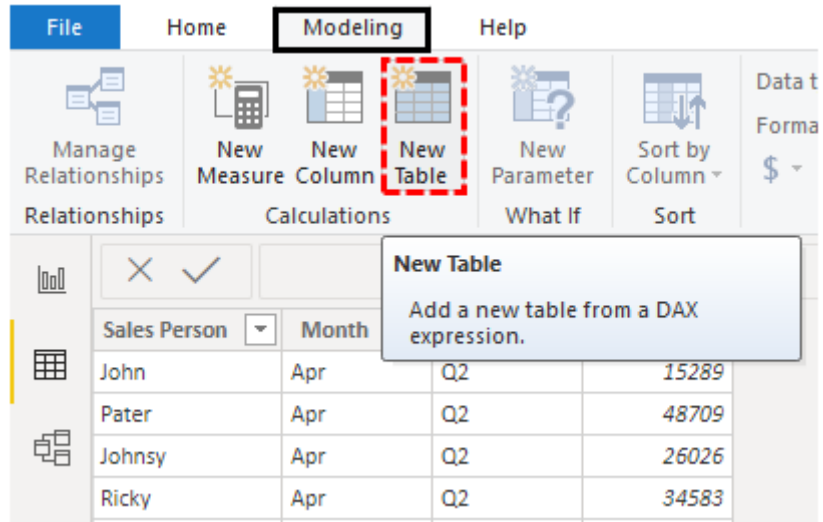 File Home Modeling Help
Manage Relationships
New Measure
New Column
New Table
New Parameter
Sort by Column
Data t
Forma
$
Relationships Calculations What If Sort
New Table
Add a new table from a DAX
expression.
Sales Person Month
John Apr Q2 15289
Pater Apr Q2 48709
Johnsy Apr Q2 26026
Ricky Apr Q2 34583